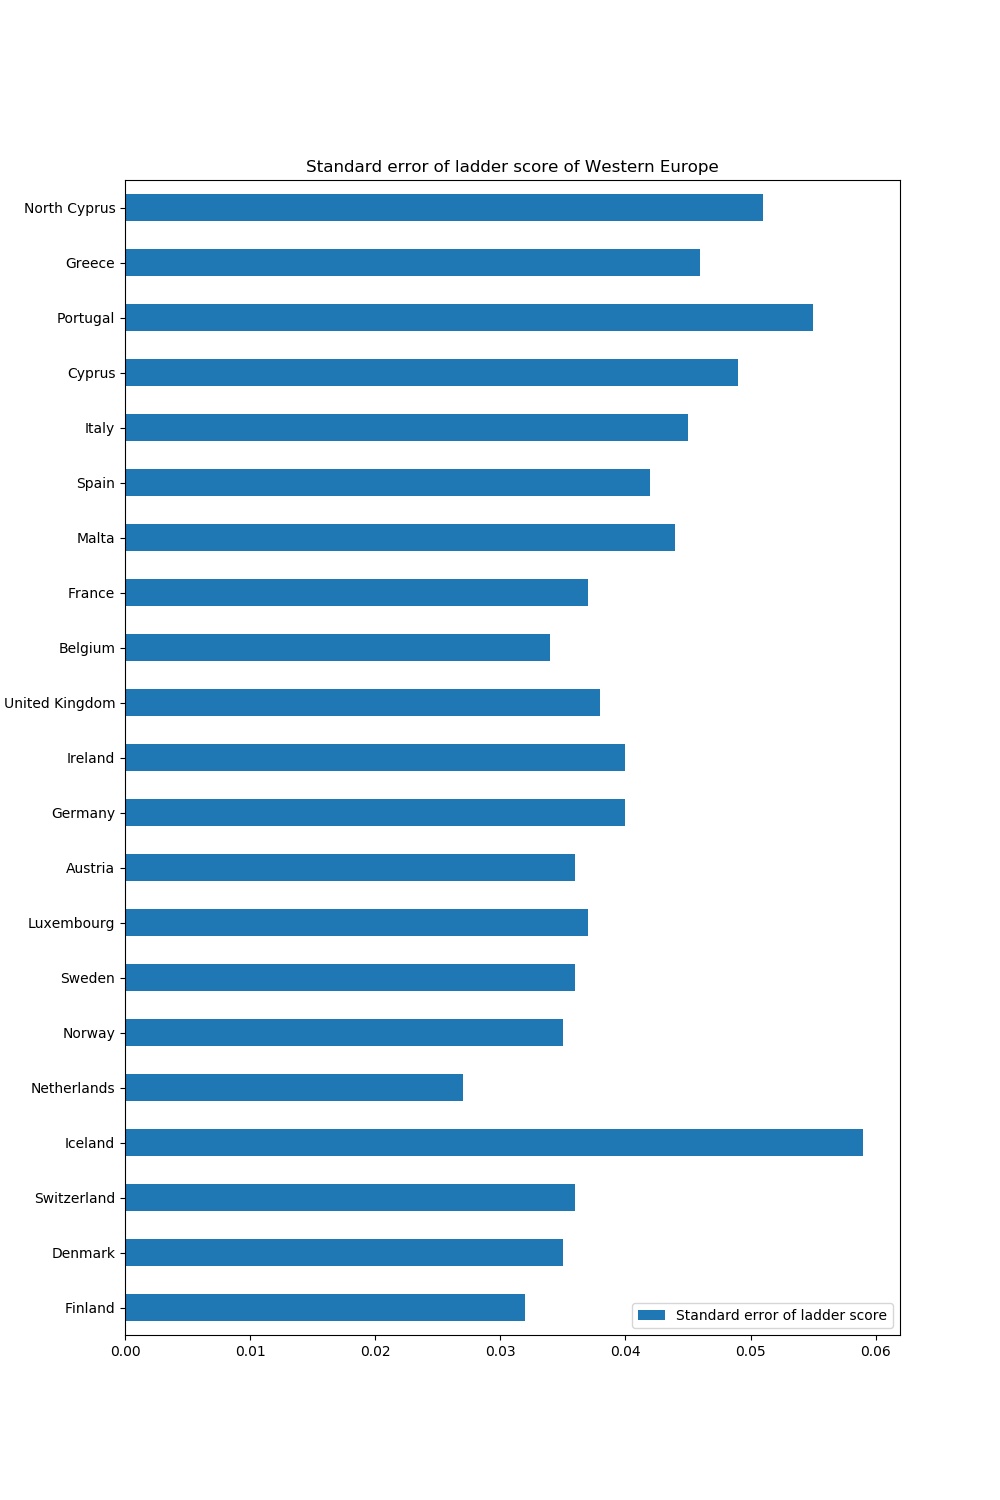 Standard error of ladder score of Western Europe
North Cyprus
Greece
Portugal
Cyprus
Italy
Spain
Malta
France
Belgium
United Kingdom
Ireland
Germany
Austria
Luxembourg
Sweden
Norway
Netherlands
Iceland
Switzerland
Denmark
Finland
Standard error of ladder score
0.00 0.01 0.02 0.03 0.04 0.05 0.06